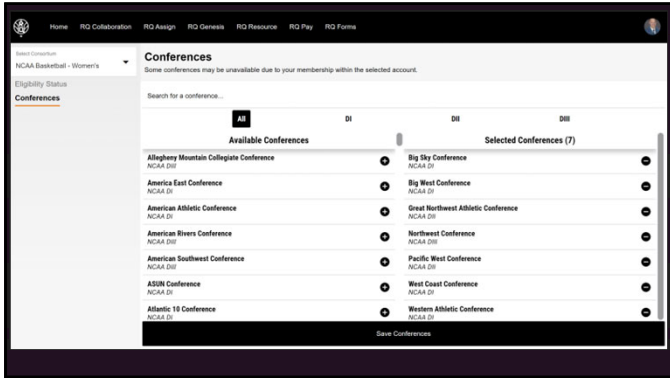 Home RQ Collaboration RQ Assign RQ Genesis RQ Resource RQ Pay RQ Forms
Select Consortium
NCAA Basketball - Women's
Eligibility Status
Conferences
Conferences
Some conferences may be unavailable due to your membership within the selected account.
Search for a conference...
All DI DII DIII
Available Conferences
Allegheny Mountain Collegiate Conference
NCAA DIII
America East Conference
NCAA DI
American Athletic Conference
NCAA DI
American Rivers Conference
NCAA DIII
American Southwest Conference
NCAA DIII
ASUN Conference
NCAA DI
Atlantic 10 Conference
NCAA DI
Selected Conferences (7)
Big Sky Conference
NCAA DI
Big West Conference
NCAA DI
Great Northwest Athletic Conference
NCAA DII
Northwest Conference
NCAA DIII
Pacific West Conference
NCAA DII
West Coast Conference
NCAA DI
Western Athletic Conference
NCAA DI
Save Conferences